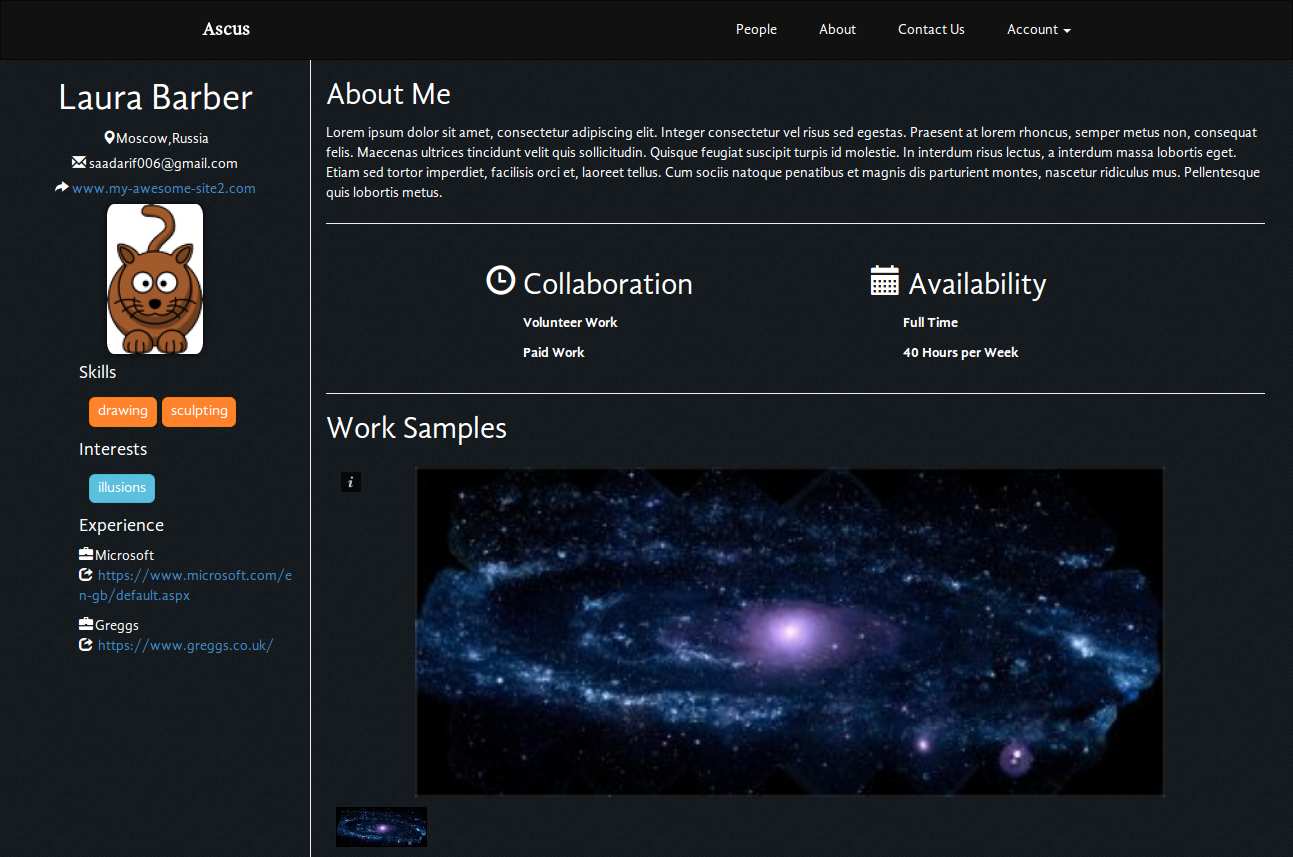 Ascus
People
About
Contact Us
Account
Laura Barber
Moscow,Russia
saadarif006@gmail.com
www.my-awesome-site2.com
Skills
drawing
sculpting
Interests
illusions
Experience
Microsoft
https://www.microsoft.com/e
n-gb/default.aspx
Greggs
https://www.greggs.co.uk/
About Me
Lorem ipsum dolor sit amet, consectetur adipiscing elit. Integer consectetur vel risus sed egestas. Praesent at lorem rhoncus, semper metus non, consequat
felis. Maecenas ultrices tincidunt velit quis sollicitudin. Quisque feugiat suscipit turpis id molestie. In interdum risus lectus, a interdum massa lobortis eget.
Etiam sed tortor imperdiet, facilisis orci et, laoreet tellus. Cum sociis natoque penatibus et magnis dis parturient montes, nascetur ridiculus mus. Pellentesque
quis lobortis metus.
Collaboration
Volunteer Work
Paid Work
Availability
Full Time
40 Hours per Week
Work Samples
i